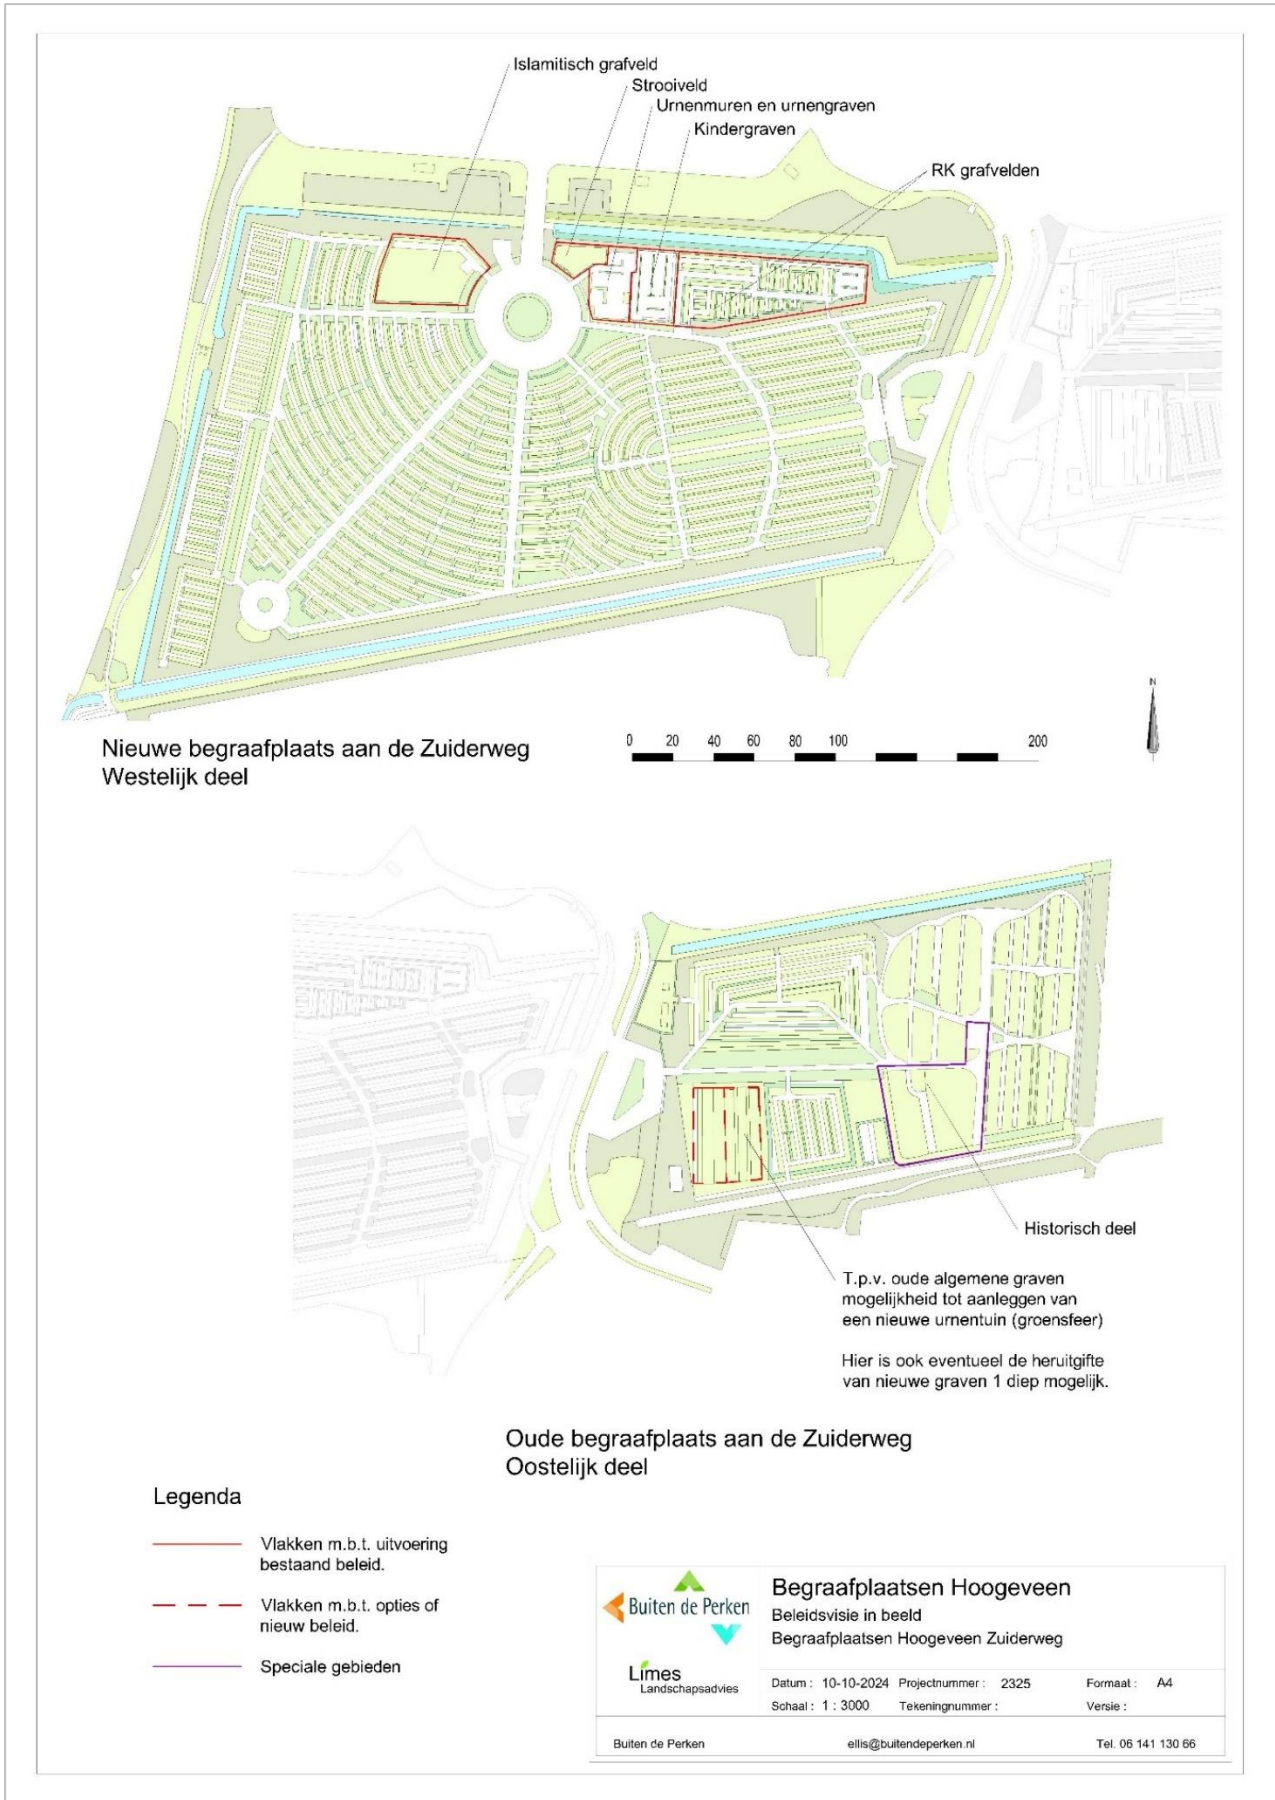 Islamitisch grafveld
Strooiveld
Urnenmuren en urnengraven
Kindergraven
RK grafvelden
N
Nieuwe begraafplaats aan de Zuiderweg
Westelijk deel
0 20 40 60 80 100 200
Historisch deel
T.p.v. oude algemene graven
mogelijkheid tot aanleggen van
een nieuwe urnentuin (groensfeer)
Hier is ook eventueel de heruitgifte
van nieuwe graven 1 diep mogelijk.
Oude begraafplaats aan de Zuiderweg
Oostelijk deel
Legenda
Vlakken m.b.t. uitvoering
bestaand beleid.
Vlakken m.b.t. opties of
nieuw beleid.
Speciale gebieden
Buiten de Perken
Limes
Landschapsadvies
Begraafplaatsen Hoogeveen
Beleidsvisie in beeld
Begraafplaatsen Hoogeveen Zuiderweg
Datum : 10-10-2024 Projectnummer : 2325 Formaat : A4
Schaal : 1 : 3000 Tekeningnummer : Versie :
Buiten de Perken ellis@buitendeperken.nl Tel. 06 141 130 66